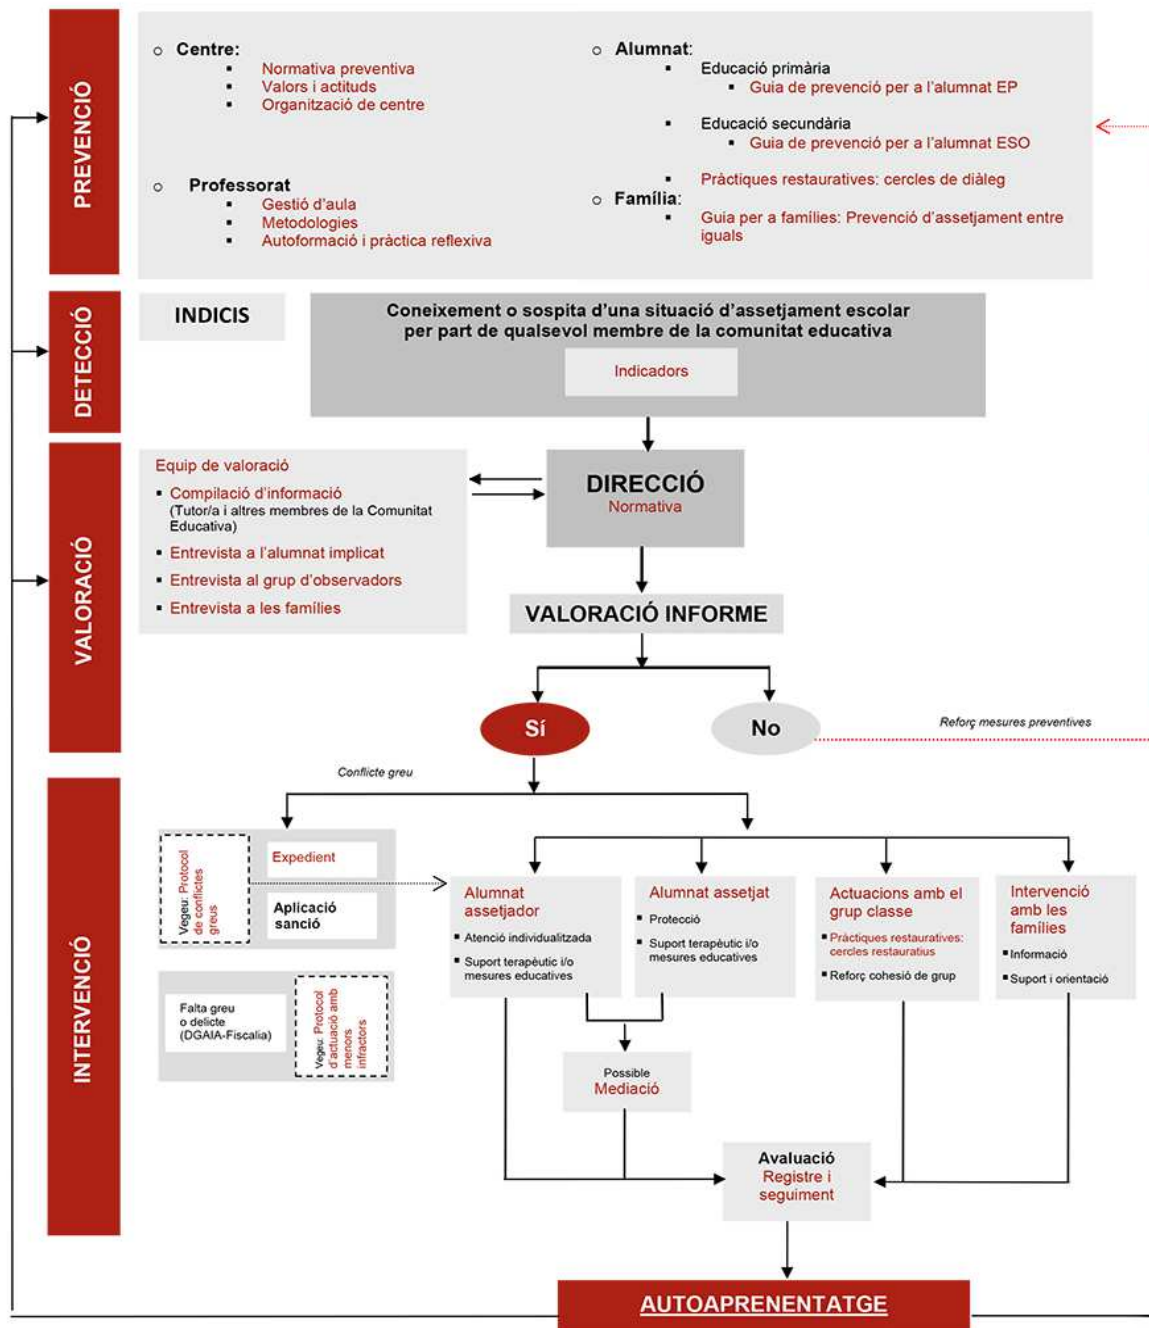 PREVENCIÓ
Centre:
Normativa preventiva
Valors i actituds
Organització de centre
Professorat
Gestió d'aula
Metodologies
Autoformació i pràctica reflexiva
Alumnat:
Educació primària
Guia de prevenció per a l'alumnat EP
Educació secundària
Guia de prevenció per a l'alumnat ESO
Pràctiques restauratives: cercles de diàleg
Família:
Guia per a famílies: Prevenció d'assetjament entre
iguals
DETECCIÓ
INDICIS
Coneixement o sospita d'una situació d'assetjament escolar
per part de qualsevol membre de la comunitat educativa
Indicadors
VALORACIÓ
Equip de valoració
Compilació d'informació
(Tutor/a i altres membres de la Comunitat
Educativa)
Entrevista a l'alumnat implicat
Entrevista al grup d'observadors
Entrevista a les famílies
DIRECCIÓ
Normativa
VALORACIÓ INFORME
Sí
No
Reforç mesures preventives
INTERVENCIÓ
Conflicte greu
Vegeu: Protocol
de conflictes
greus
Expedient
Aplicació
sanció
Falta greu
o delicte
(DGAIA-Fiscalia)
Vegeu: Protocol
d'actuació amb
menors
infractors
Alumnat
assetjador
Atenció individualitzada
Suport terapèutic i/o
mesures educatives
Alumnat assetjat
Protecció
Suport terapèutic i/o
mesures educatives
Actuacions amb el
grup classe
Pràctiques restauratives:
cercles restauratius
Reforç cohesió de grup
Intervenció
amb les
famílies
Informació
Suport i orientació
Possible
Mediació
Avaluació
Registre i
seguiment
AUTOAPRENENTATGE